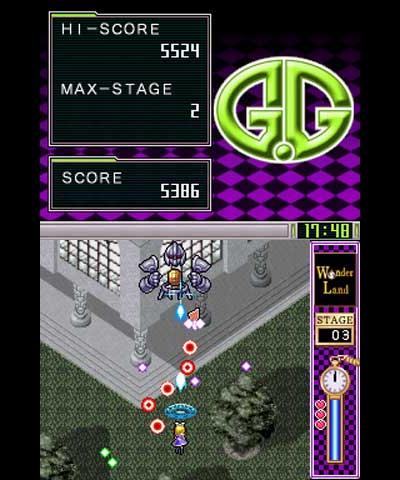 HI-SCORE
5524
MAX-STAGE
2
G.G
SCORE
5386
17:48
Wonder
Land
STAGE
03